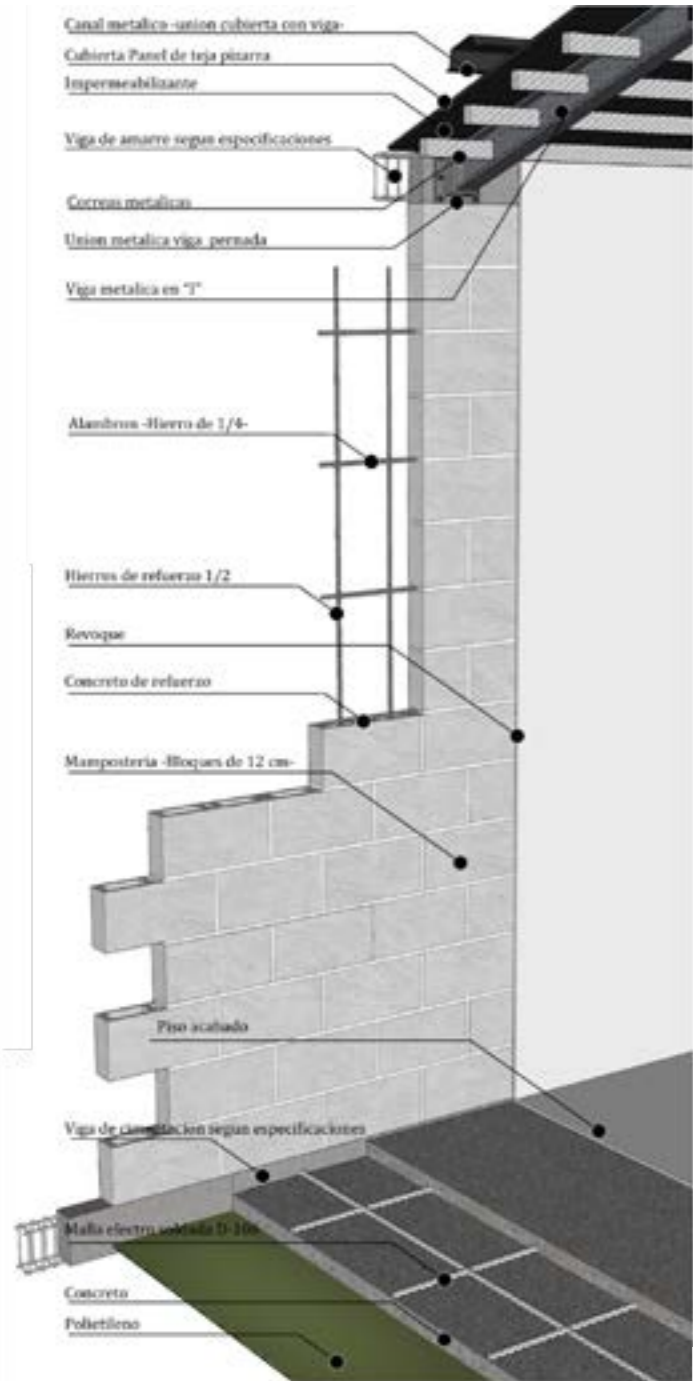 Canal metalico -union cubierta con viga-
Cubierta Panel de teja pizarra
Impermeabilizante
Viga de amarre segun especificaciones
Correas metalicas
Union metalica viga pernada
Viga metalica en "I"
Alambron -Hierro de 1/4-
Hierros de refuerzo 1/2
Revoque
Concreto de refuerzo
Mamposteria -Bloques de 12 cm-
Piso acabado
Viga de cimentacion segun especificaciones
Malla electro soldada
Concreto
Polietileno